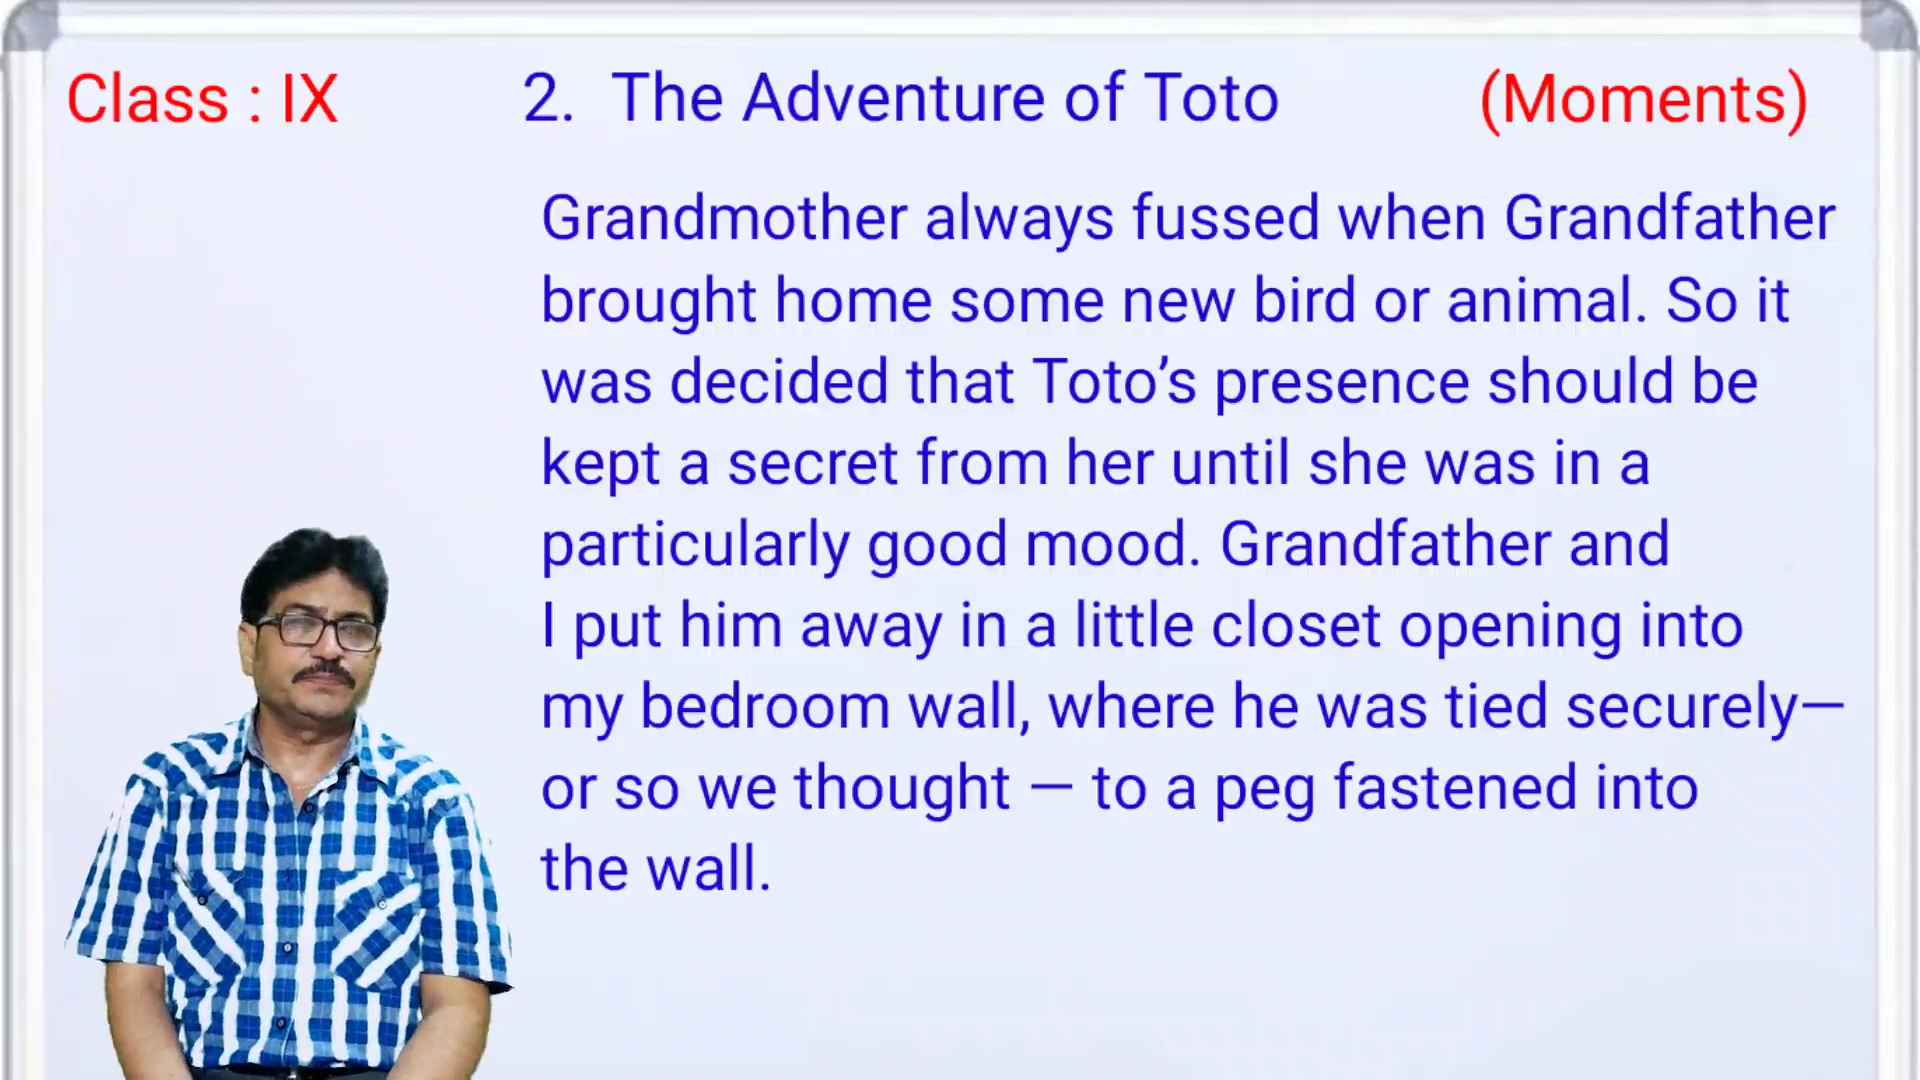 Class : IX
2. The Adventure of Toto
(Moments)
Grandmother always fussed when Grandfather
brought home some new bird or animal. So it
was decided that Toto’s presence should be
kept a secret from her until she was in a
particularly good mood. Grandfather and
I put him away in a little closet opening into
my bedroom wall, where he was tied securely—
or so we thought — to a peg fastened into
the wall.